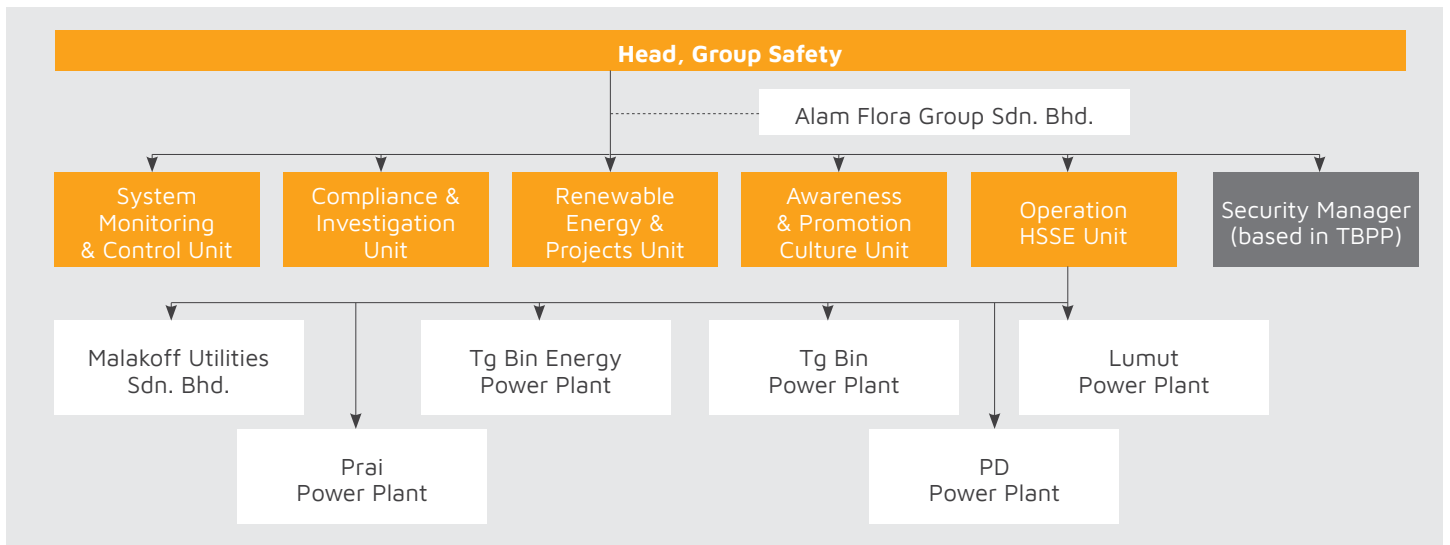 Head, Group Safety
Alam Flora Group Sdn. Bhd.
System
Monitoring
& Control Unit
Compliance &
Investigation
Unit
Renewable
Energy &
Projects Unit
Awareness
& Promotion
Culture Unit
Operation
HSSE Unit
Security Manager
(based in TBPP)
Malakoff Utilities
Sdn. Bhd.
Tg Bin Energy
Power Plant
Tg Bin
Power Plant
Lumut
Power Plant
Prai
Power Plant
PD
Power Plant